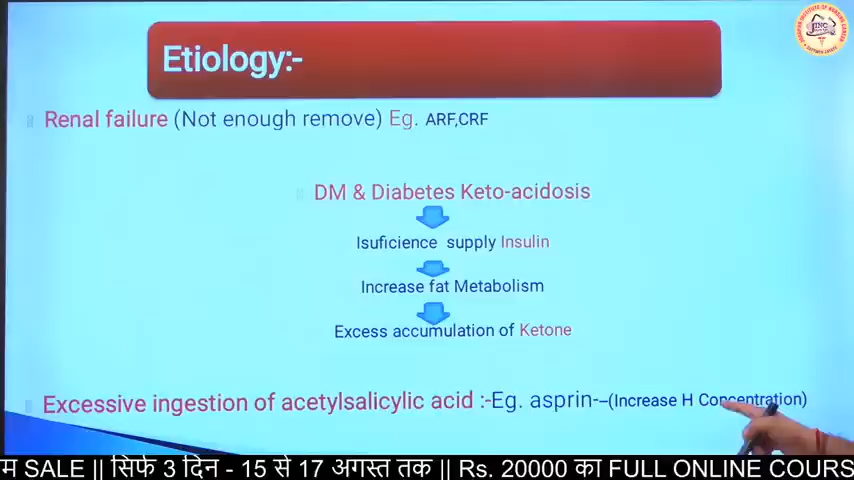 Etiology:-
Renal failure (Not enough remove) Eg. ARF,CRF
DM & Diabetes Keto-acidosis
Isuficience supply Insulin
Increase fat Metabolism
Excess accumulation of Ketone
Excessive ingestion of acetylsalicylic acid :-Eg. asprin-–(Increase H Concentration)
म SALE || सिर्फ 3 दिन - 15 से 17 अगस्त तक || Rs. 20000 का FULL ONLINE COURS